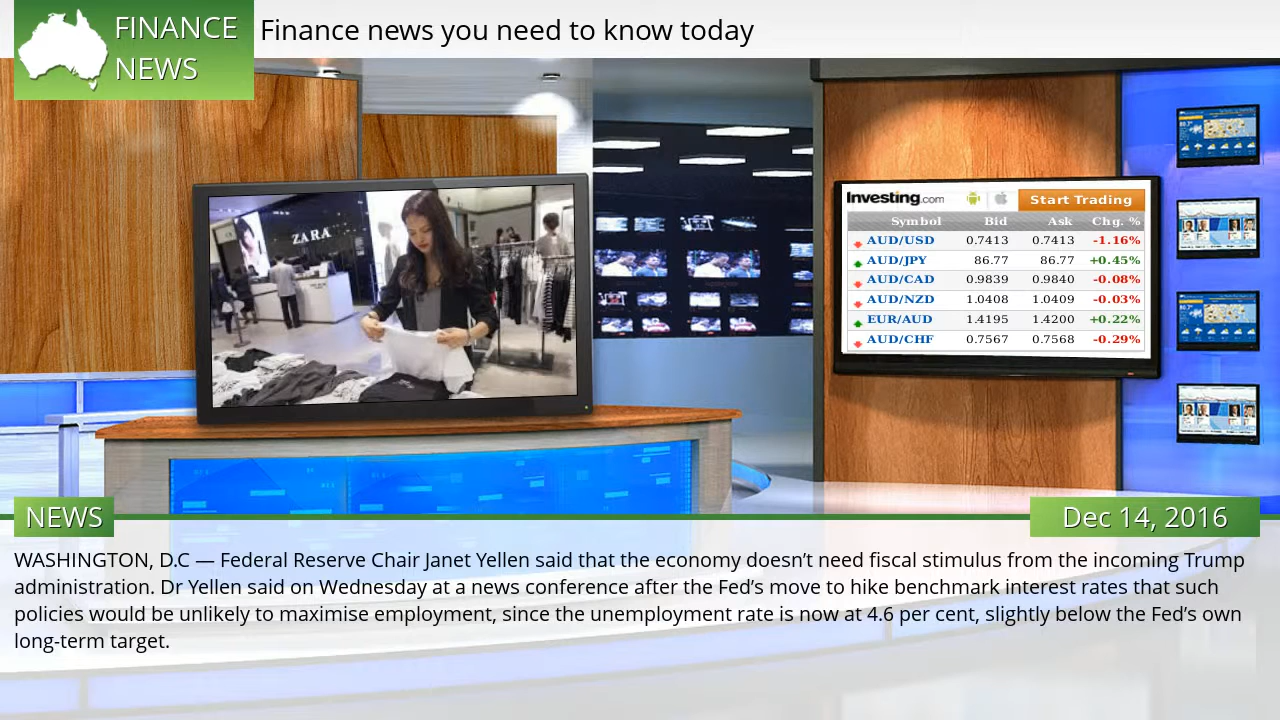 FINANCE
NEWS
Finance news you need to know today
ZARA
Investing.com
Start Trading
Symbol Bid Ask Chg. %
AUD/USD 0.7413 0.7413 -1.16%
AUD/JPY 86.77 86.77 +0.45%
AUD/CAD 0.9839 0.9840 -0.08%
AUD/NZD 1.0408 1.0409 -0.03%
EUR/AUD 1.4195 1.4200 +0.22%
AUD/CHF 0.7567 0.7568 -0.29%
NEWS
Dec 14, 2016
WASHINGTON, D.C — Federal Reserve Chair Janet Yellen said that the economy doesn’t need fiscal stimulus from the incoming Trump
administration. Dr Yellen said on Wednesday at a news conference after the Fed’s move to hike benchmark interest rates that such
policies would be unlikely to maximise employment, since the unemployment rate is now at 4.6 per cent, slightly below the Fed’s own
long-term target.